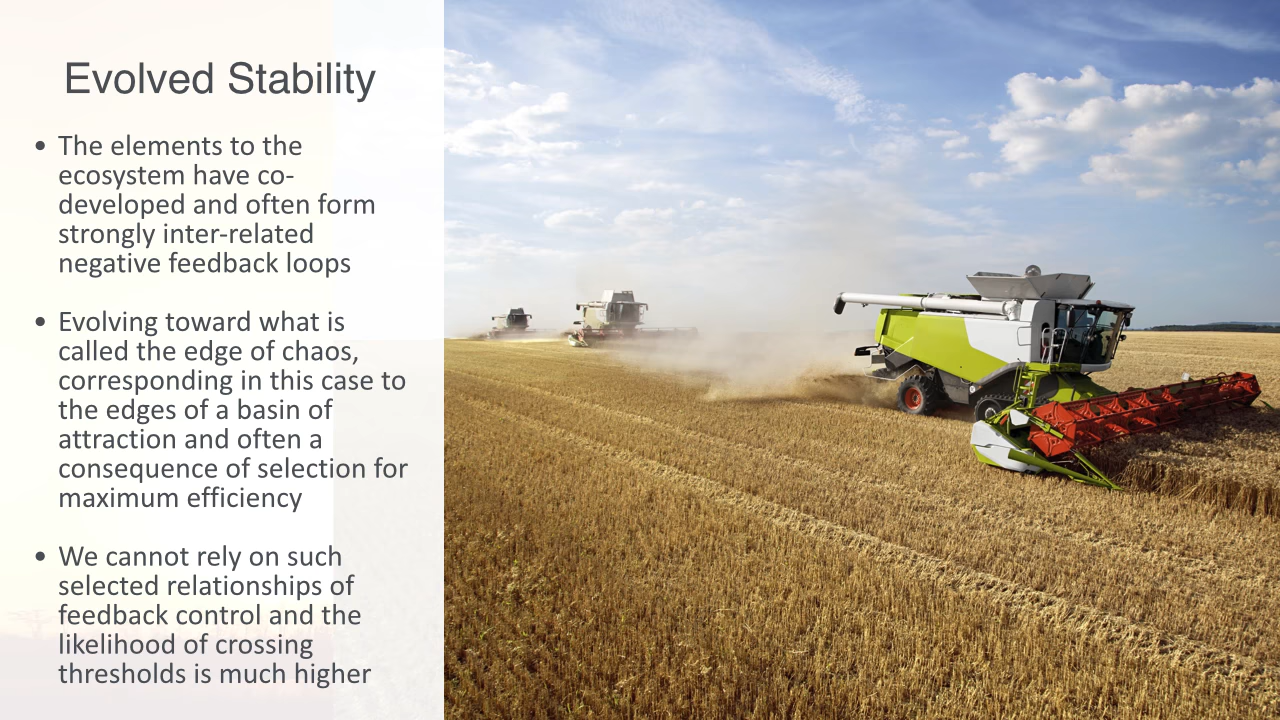 Evolved Stability
• The elements to the
ecosystem have co-
developed and often form
strongly inter-related
negative feedback loops
• Evolving toward what is
called the edge of chaos,
corresponding in this case to
the edges of a basin of
attraction and often a
consequence of selection for
maximum efficiency
• We cannot rely on such
selected relationships of
feedback control and the
likelihood of crossing
thresholds is much higher